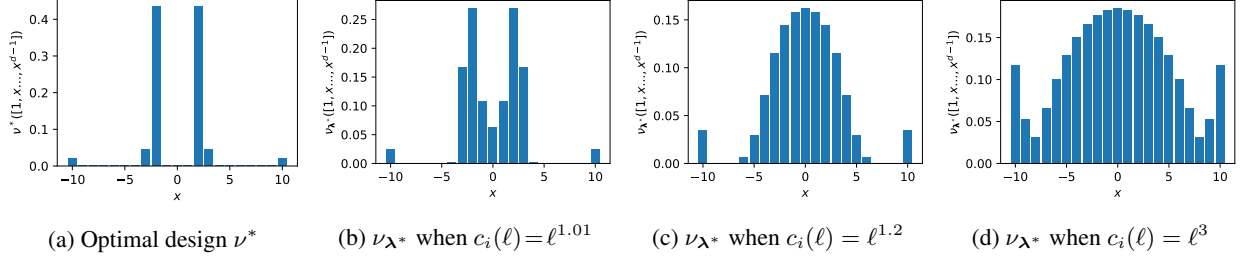 0.4
0.3
0.2
0.1
0.0
ν*([1, x..., x^{d−1}])
−10 −5 0 5 10
x
0.25
0.20
0.15
0.10
0.05
0.00
ν_{λ*}([1, x..., x^{d−1}])
−10 −5 0 5 10
x
0.15
0.10
0.05
0.00
ν_{λ*}([1, x..., x^{d−1}])
−10 −5 0 5 10
x
0.15
0.10
0.05
0.00
ν_{λ*}([1, x..., x^{d−1}])
−10 −5 0 5 10
x
(a) Optimal design ν*
(b) ν_{λ*} when c_i(ℓ)=ℓ^{1.01}
(c) ν_{λ*} when c_i(ℓ) = ℓ^{1.2}
(d) ν_{λ*} when c_i(ℓ) = ℓ^3